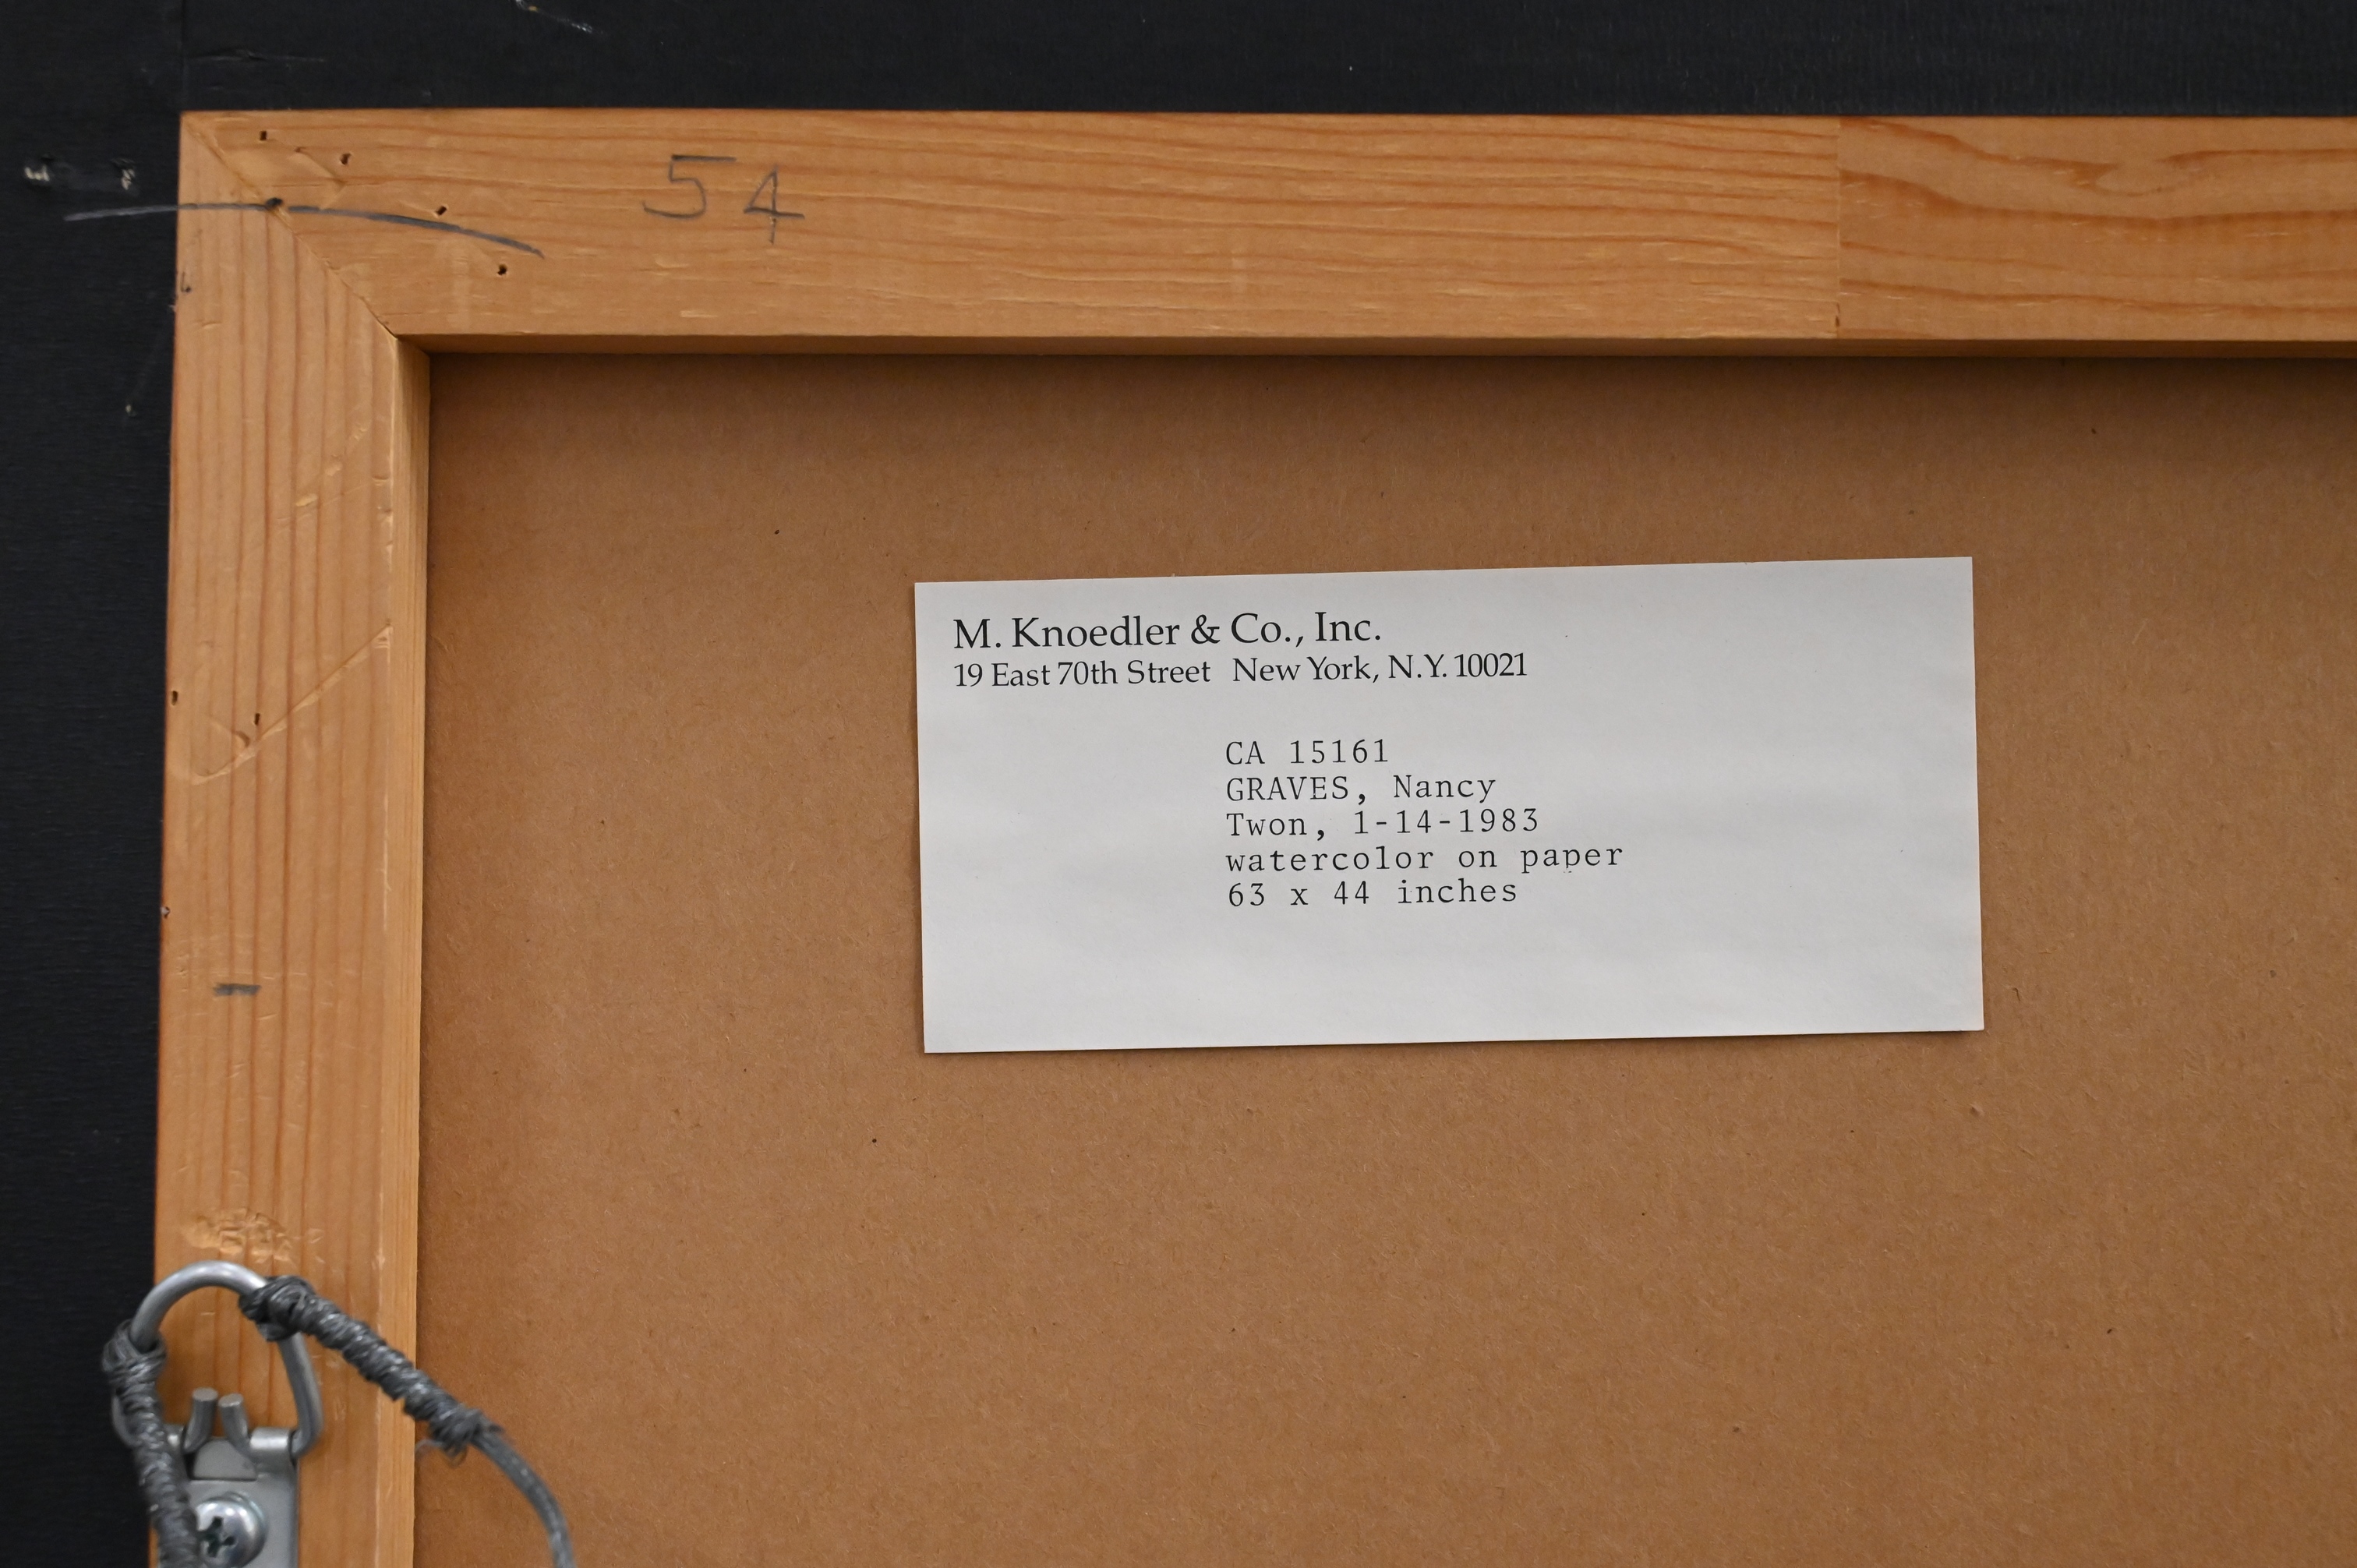 54
M. Knoedler & Co., Inc.
19 East 70th Street New York, N.Y. 10021
CA 15161
GRAVES, Nancy
Twon, 1-14-1983
watercolor on paper
63 x 44 inches